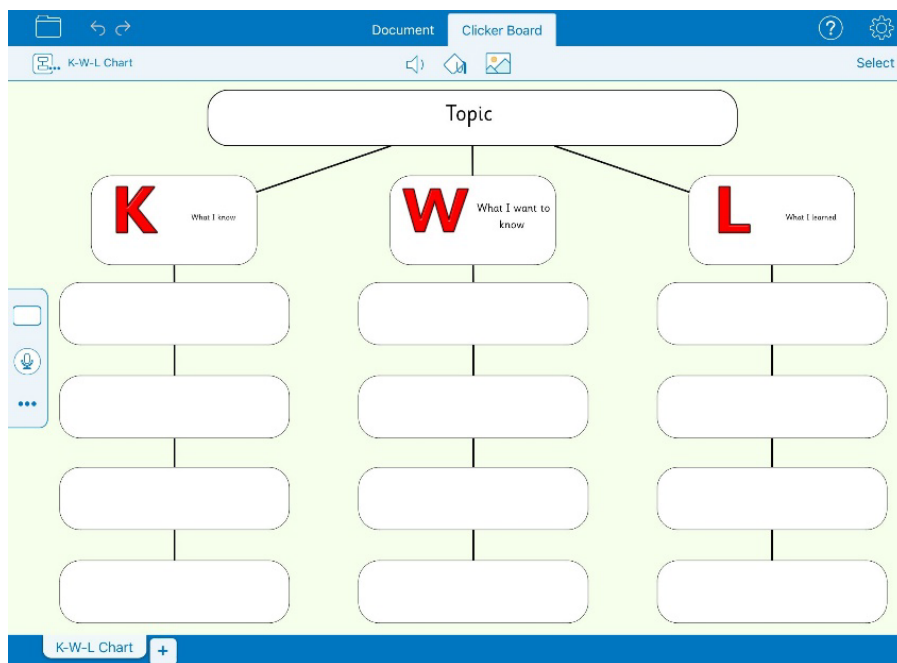 Document
Clicker Board
?
K-W-L Chart
Select
Topic
K
What I know
W
What I want to
know
L
What I learned
K-W-L Chart
+